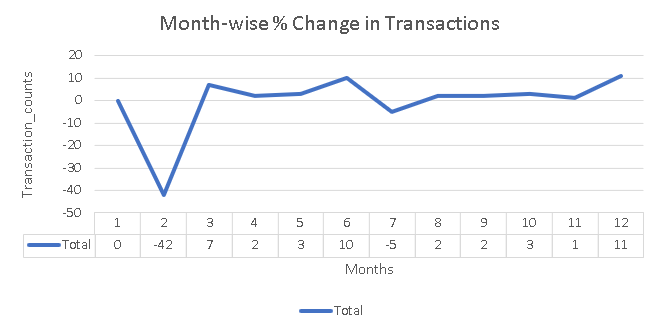 Month-wise % Change in Transactions
20
10
0
-10
-20
-30
-40
-50
Transaction_counts
1 2 3 4 5 6 7 8 9 10 11 12
Total 0 -42 7 2 3 10 -5 2 2 3 1 11
Months
Total